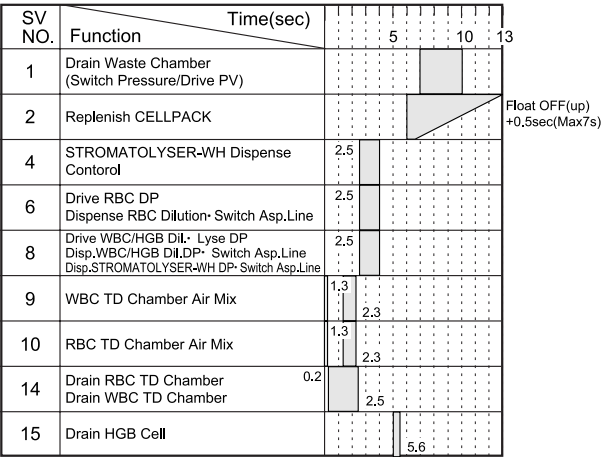 SV
NO.
Time(sec)
Function
5
10
13
1
Drain Waste Chamber
(Switch Pressure/Drive PV)
2
Replenish CELLPACK
Float OFF(up)
+0.5sec(Max7s)
4
STROMATOLYSER-WH Dispense
Contorol
2.5
6
Drive RBC DP
Dispense RBC Dilution･ Switch Asp.Line
2.5
8
Drive WBC/HGB Dil.･ Lyse DP
Disp.WBC/HGB Dil.DP･ Switch Asp.Line
Disp.STROMATOLYSER-WH DP･ Switch Asp.Line
2.5
9
WBC TD Chamber Air Mix
1.3
2.3
10
RBC TD Chamber Air Mix
1.3
2.3
14
Drain RBC TD Chamber
Drain WBC TD Chamber
0.2
2.5
15
Drain HGB Cell
5.6